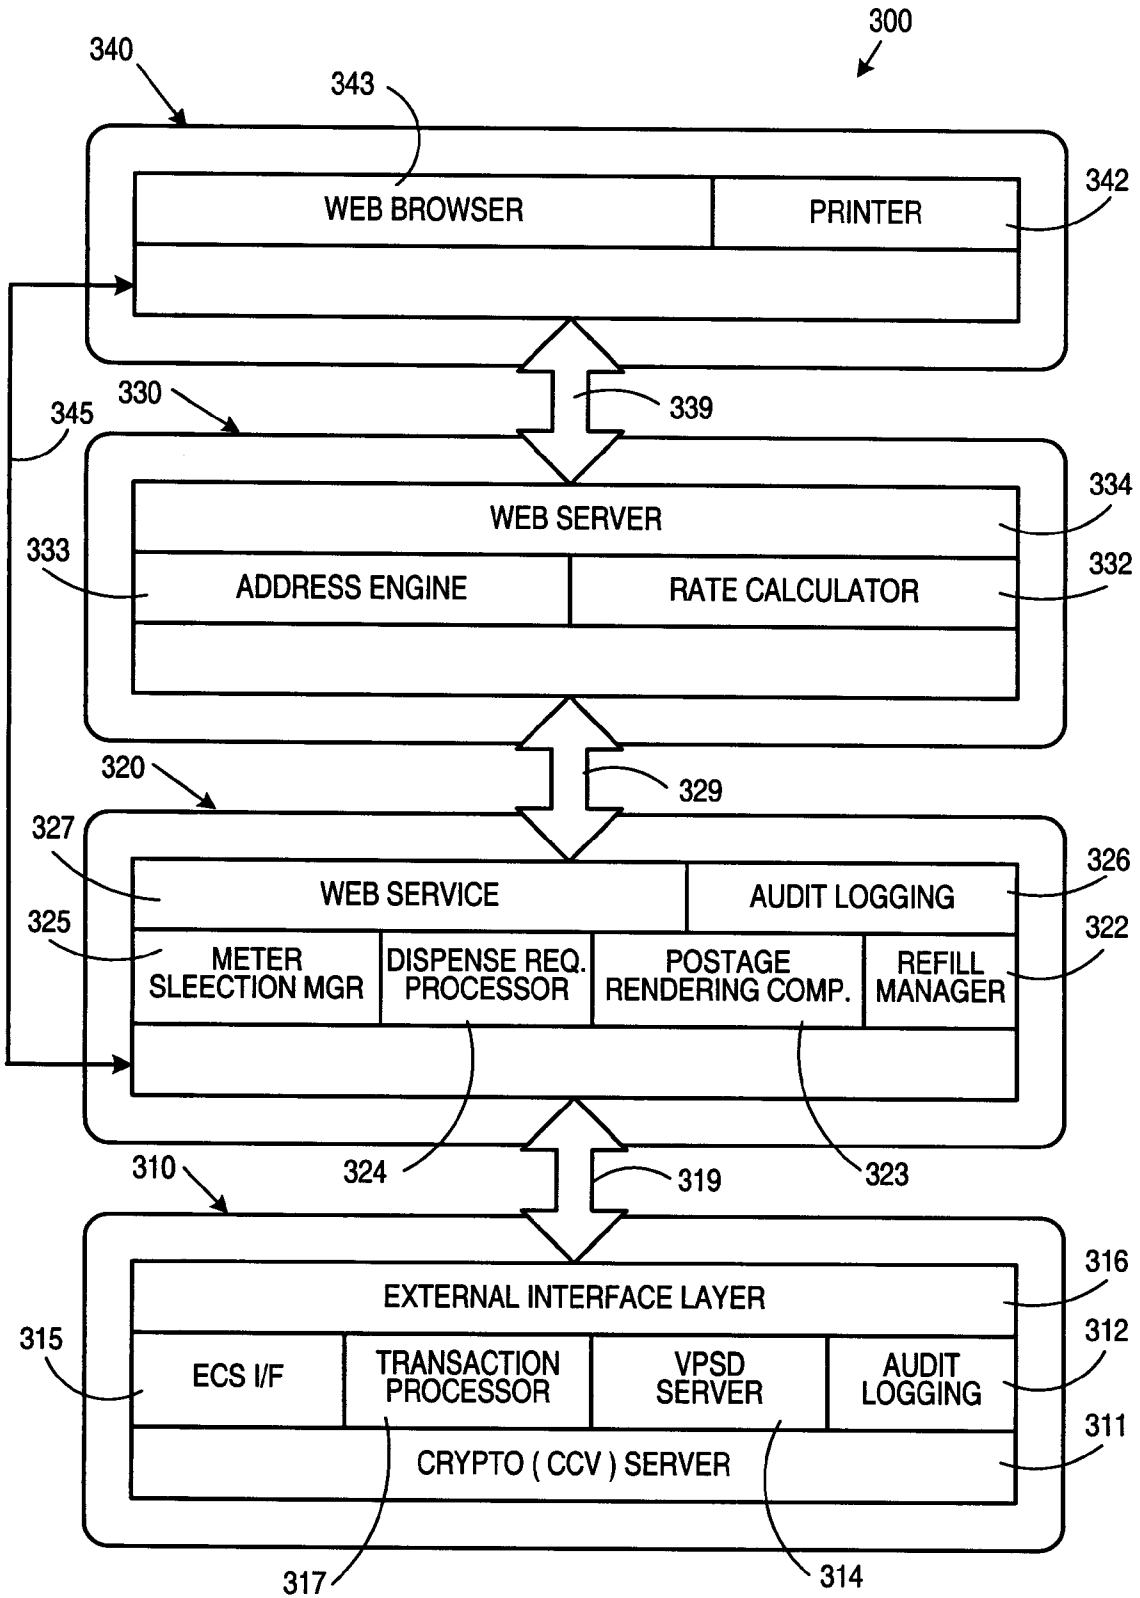 300
340
343
WEB BROWSER
PRINTER
342
330
339
345
334
WEB SERVER
333
ADDRESS ENGINE
RATE CALCULATOR
332
320
329
327
WEB SERVICE
AUDIT LOGGING
326
325
METER
SLEECTION MGR
DISPENSE REQ.
PROCESSOR
POSTAGE
RENDERING COMP.
REFILL
MANAGER
322
324
323
310
319
316
EXTERNAL INTERFACE LAYER
315
ECS I/F
TRANSACTION
PROCESSOR
VPSD
SERVER
AUDIT
LOGGING
312
311
CRYPTO ( CCV ) SERVER
317
314